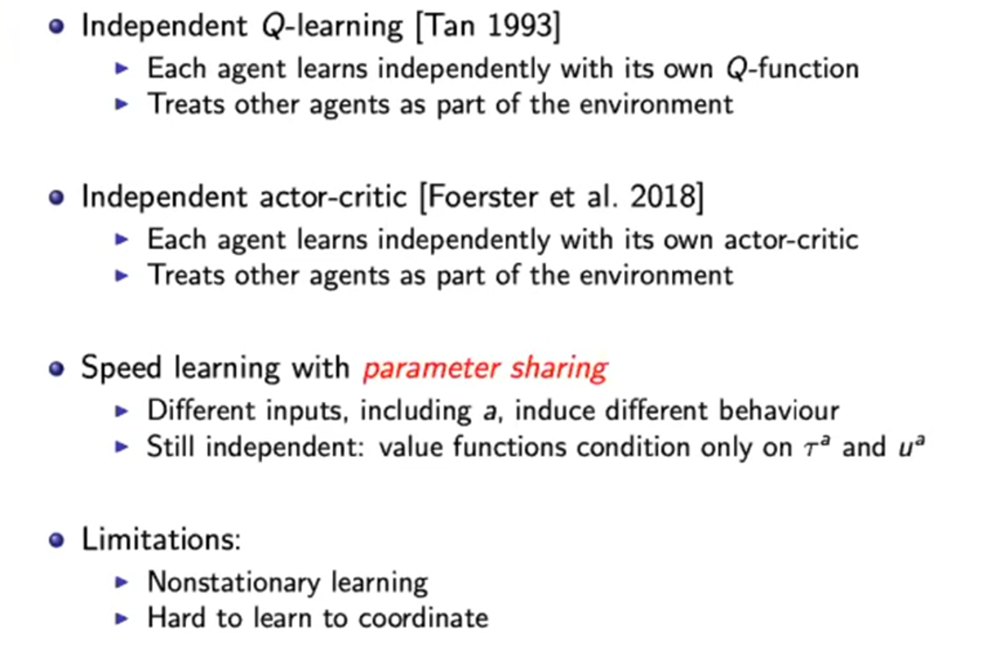 Independent Q-learning [Tan 1993]
Each agent learns independently with its own Q-function
Treats other agents as part of the environment
Independent actor-critic [Foerster et al. 2018]
Each agent learns independently with its own actor-critic
Treats other agents as part of the environment
Speed learning with parameter sharing
Different inputs, including a, induce different behaviour
Still independent: value functions condition only on τᵃ and uᵃ
Limitations:
Nonstationary learning
Hard to learn to coordinate